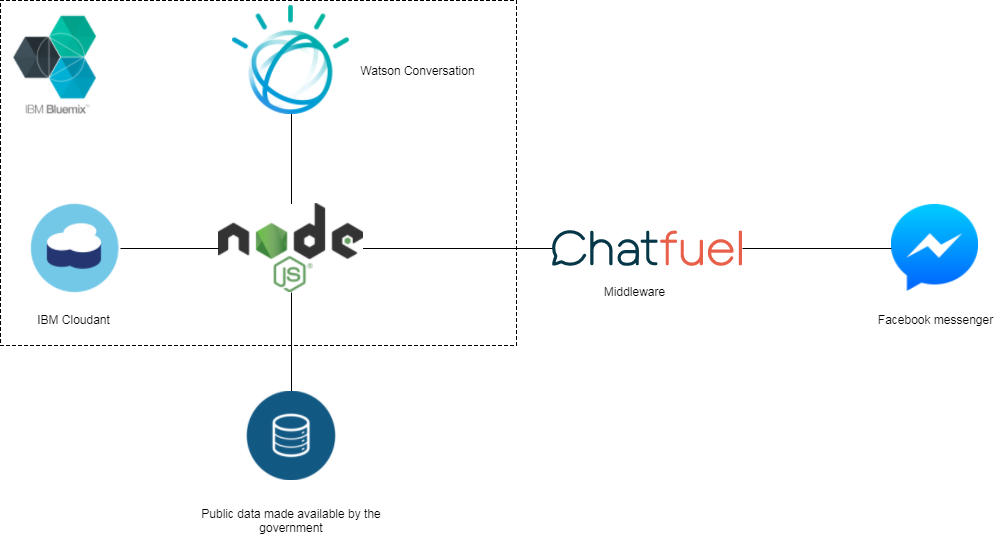 Watson Conversation
IBM Bluemix™
node
JS®
Chatfuel
Middleware
IBM Cloudant
Facebook messenger
Public data made available by the
government